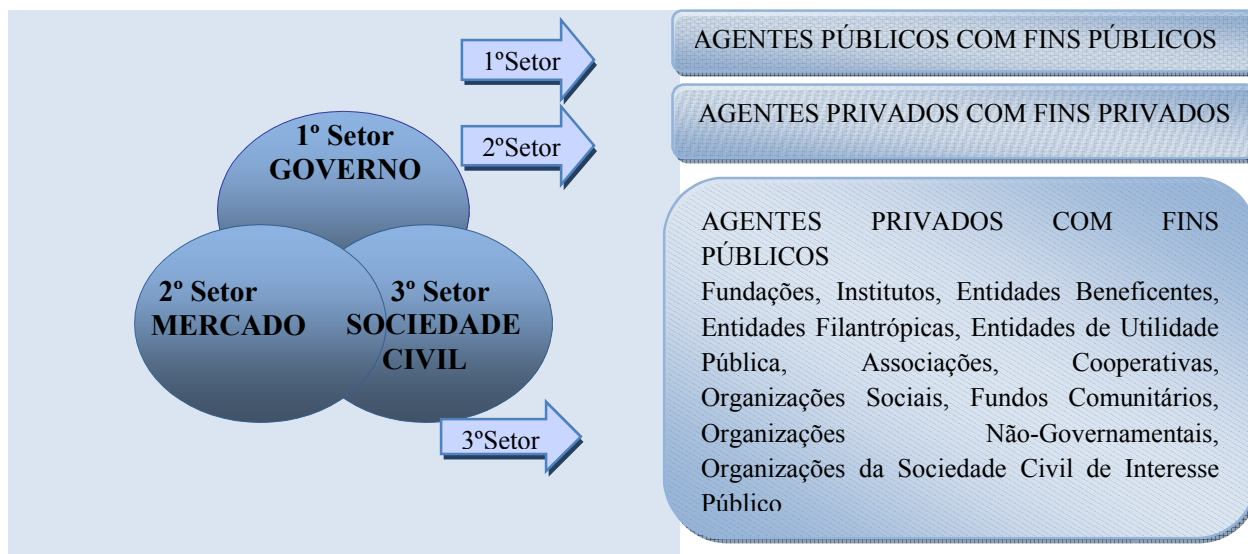 1º Setor
GOVERNO
2º Setor
MERCADO
3º Setor
SOCIEDADE
CIVIL
1ºSetor
2ºSetor
3ºSetor
AGENTES PÚBLICOS COM FINS PÚBLICOS
AGENTES PRIVADOS COM FINS PRIVADOS
AGENTES PRIVADOS COM FINS
PÚBLICOS
Fundações, Institutos, Entidades Beneficentes,
Entidades Filantrópicas, Entidades de Utilidade
Pública, Associações, Cooperativas,
Organizações Sociais, Fundos Comunitários,
Organizações Não-Governamentais,
Organizações da Sociedade Civil de Interesse
Público